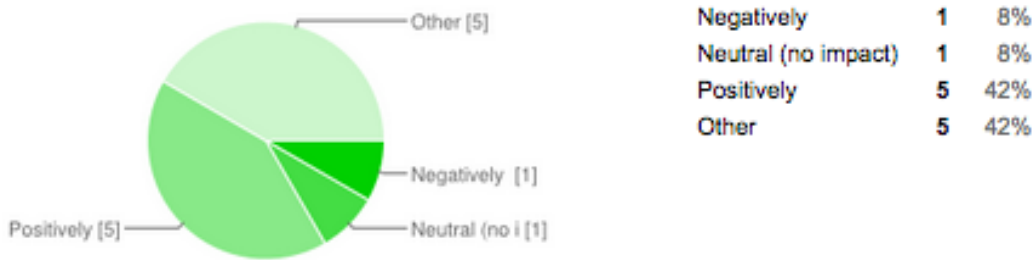 Other [5]
Negatively [1]
Neutral (no i [1]
Positively [5]
Negatively 1 8%
Neutral (no impact) 1 8%
Positively 5 42%
Other 5 42%